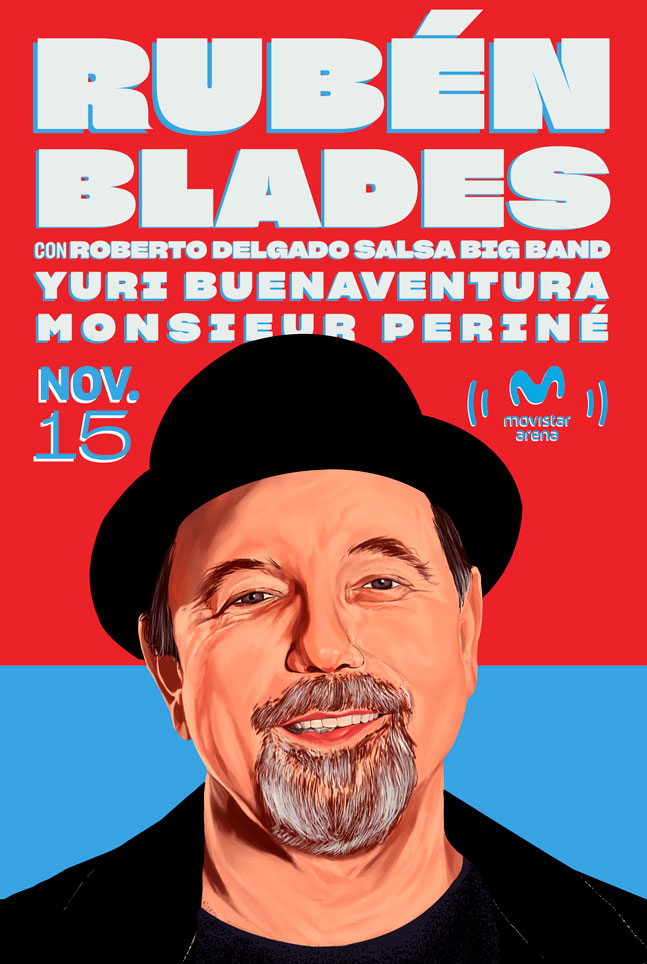 RUBÉN
BLADES
CON ROBERTO DELGADO SALSA BIG BAND
YURI BUENAVENTURA
MONSIEUR PERINÉ
NOV.
15
movistar
arena